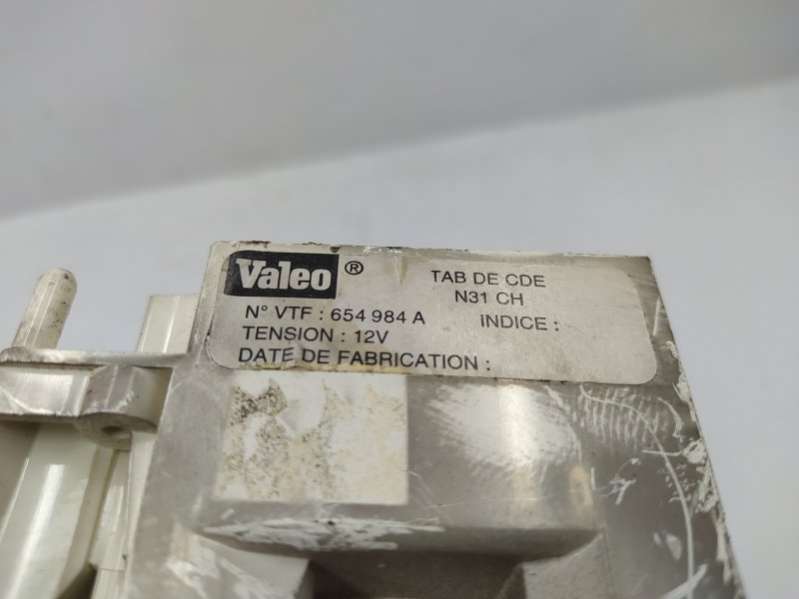 Valeo ® TAB DE CDE
N31 CH
N° VTF : 654 984 A INDICE :
TENSION : 12V
DATE DE FABRICATION :